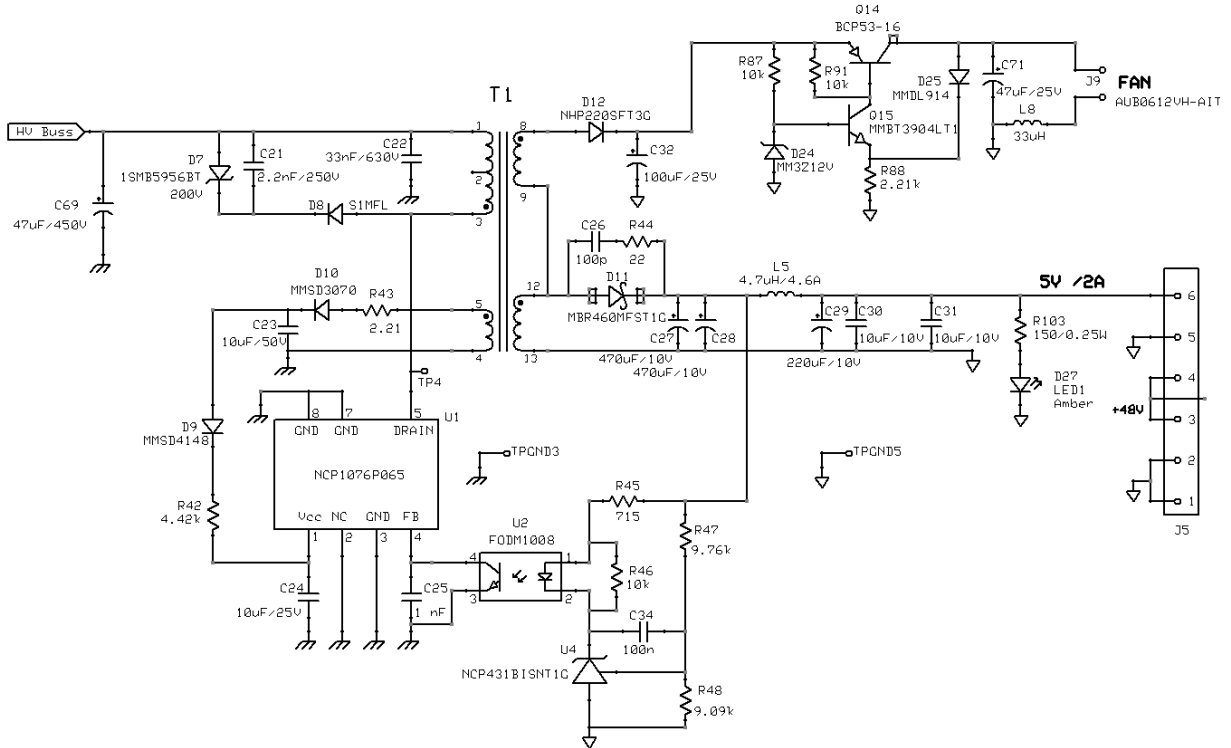 Q14
BCP53-16
R87
10k
R91
10k
D25
MMDL914
C71
47uF/25V
J9
FAN
AUB0612VH-AIT
L8
33uH
Q15
MMBT3904LT1
D24
MM3Z12V
R88
2.21k
T1
D12
NHP220SFT3G
C32
100uF/25V
HV Buss
1
8
C22
33nF/630V
D7
1SMB5956BT
200V
C21
2.2nF/250V
2
9
D8
S1MFL
3
C69
47uF/450V
C26
100p
R44
22
D11
MBR460MFST1G
L5
4.7uH/4.6A
5V /2A
12
D10
MMSD3070
R43
2.21
5
C23
10uF/50V
4
13
C27
470uF/10V
C28
470uF/10V
C29
220uF/10V
C30
10uF/10V
C31
10uF/10V
R103
150/0.25W
D27
LED1
Amber
6
5
4
+48V
3
2
1
J5
TP4
8
7
5
U1
GND
GND
DRAIN
D9
MMSD4148
NCP1076P065
TPGND3
TPGND5
R42
4.42k
Vcc
NC
GND
FB
1
2
3
4
R45
715
R47
9.76k
U2
FODM1008
4
1
3
2
R46
10k
C24
10uF/25V
C25
1 nF
C34
100n
U4
NCP431BISNT1G
R48
9.09k